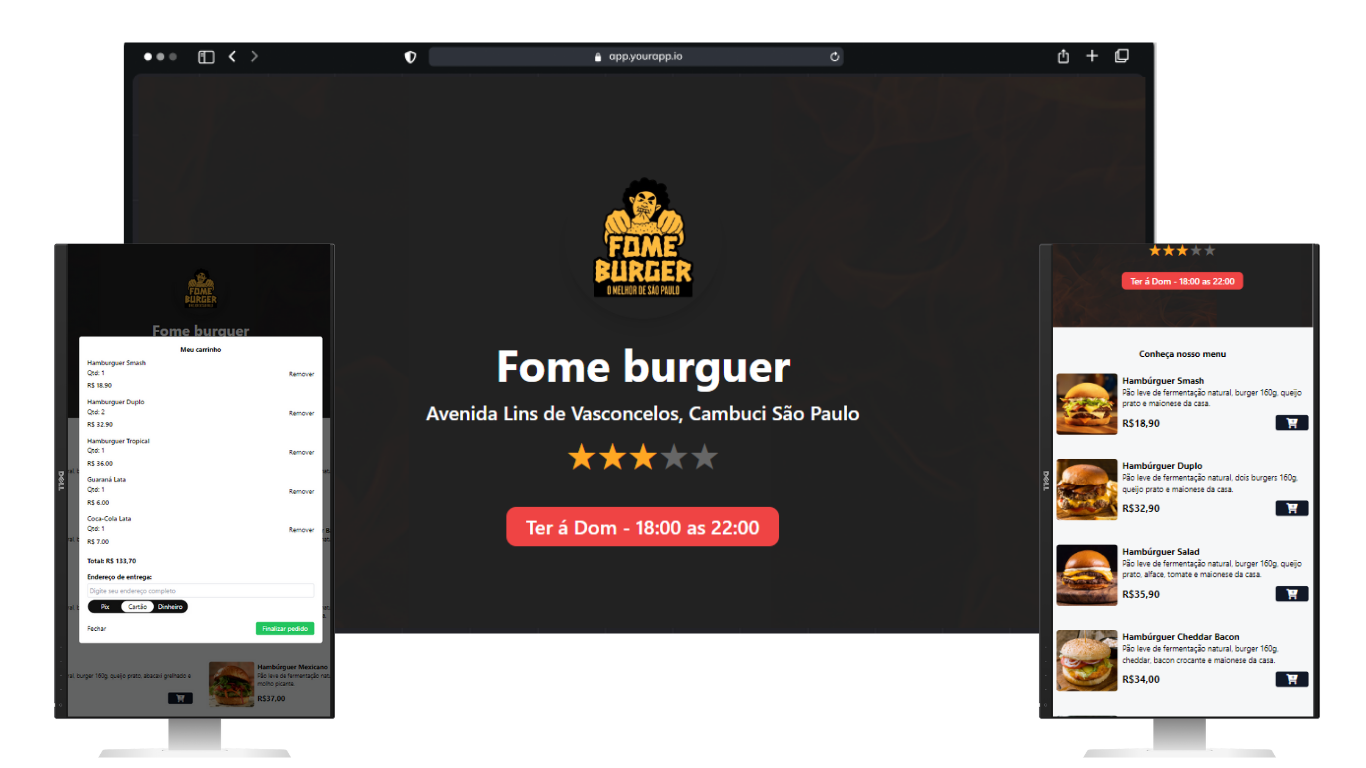 app.yourapp.io
FOME
BURGER
O MELHOR DE SÃO PAULO
Fome burguer
Avenida Lins de Vasconcelos, Cambuci São Paulo
Ter á Dom - 18:00 as 22:00
DELL
FOME
BURGER
Fome burguer
Meu carrinho
Hamburguer Smash
Qtd: 1
Remover
R$ 18.90
Hamburguer Duplo
Qtd: 2
Remover
R$ 32.90
Hamburguer Tropical
Qtd: 1
Remover
R$ 36.00
Guaraná Lata
Qtd: 1
Remover
R$ 6.00
Coca-Cola Lata
Qtd: 1
Remover
R$ 7.00
Total: R$ 133,70
Endereço de entrega:
Digite seu endereço completo
Pix Cartão Dinheiro
Fechar Finalizar pedido
burger 160g, queijo prato, abacaxi grelhado e
Hambúrguer Mexicano
Pão leve de fermentação
molho picante.
R$37,00
DELL
Ter á Dom - 18:00 as 22:00
Conheça nosso menu
Hambúrguer Smash
Pão leve de fermentação natural, burger 160g, queijo
prato e maionese da casa.
R$18,90
Hambúrguer Duplo
Pão leve de fermentação natural, dois burgers 160g,
queijo prato e maionese da casa.
R$32,90
Hambúrguer Salad
Pão leve de fermentação natural, burger 160g, queijo
prato, alface, tomate e maionese da casa.
R$35,90
Hambúrguer Cheddar Bacon
Pão leve de fermentação natural, burger 160g,
cheddar, bacon crocante e maionese da casa.
R$34,00